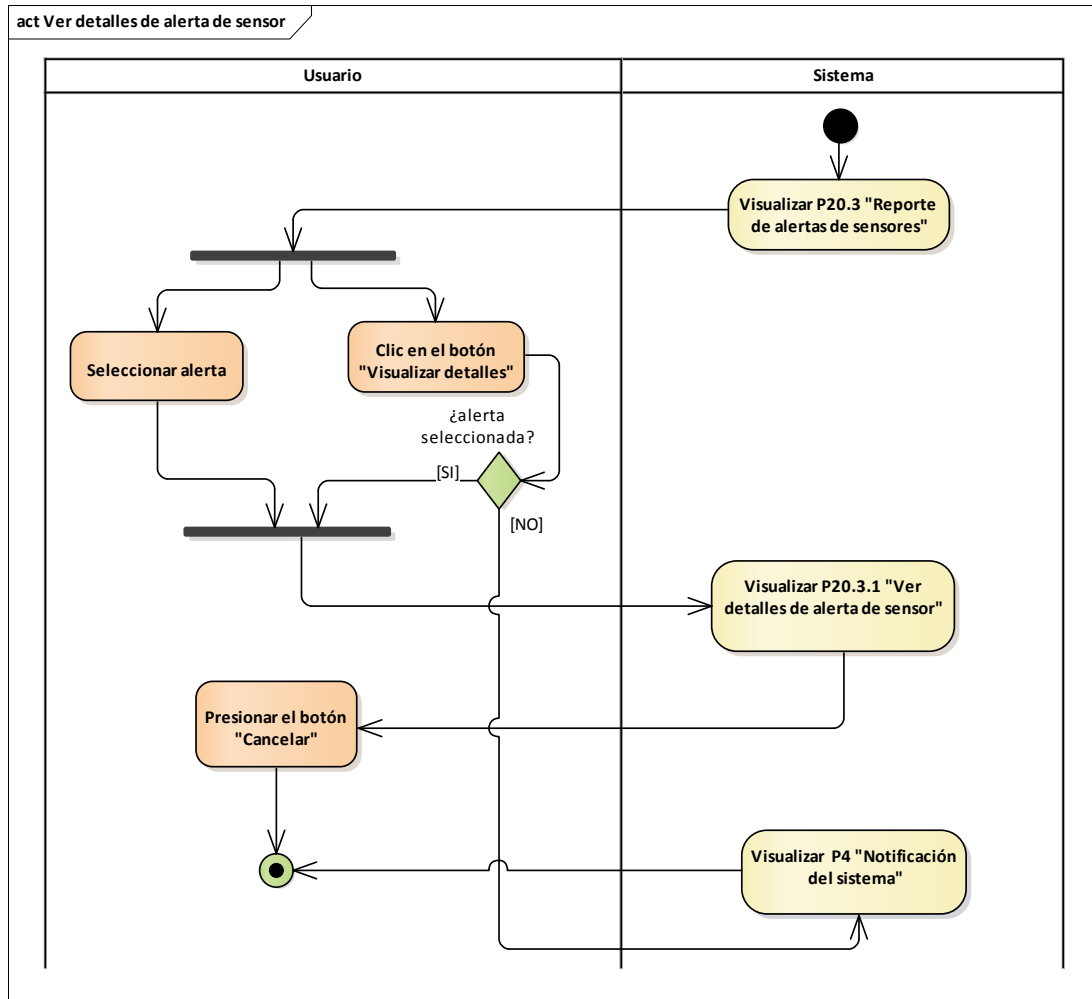 act Ver detalles de alerta de sensor
Usuario
Sistema
Visualizar P20.3 "Reporte
de alertas de sensores"
Seleccionar alerta
Clic en el botón
"Visualizar detalles"
¿alerta
seleccionada?
[SI]
[NO]
Visualizar P20.3.1 "Ver
detalles de alerta de sensor"
Presionar el botón
"Cancelar"
Visualizar P4 "Notificación
del sistema"